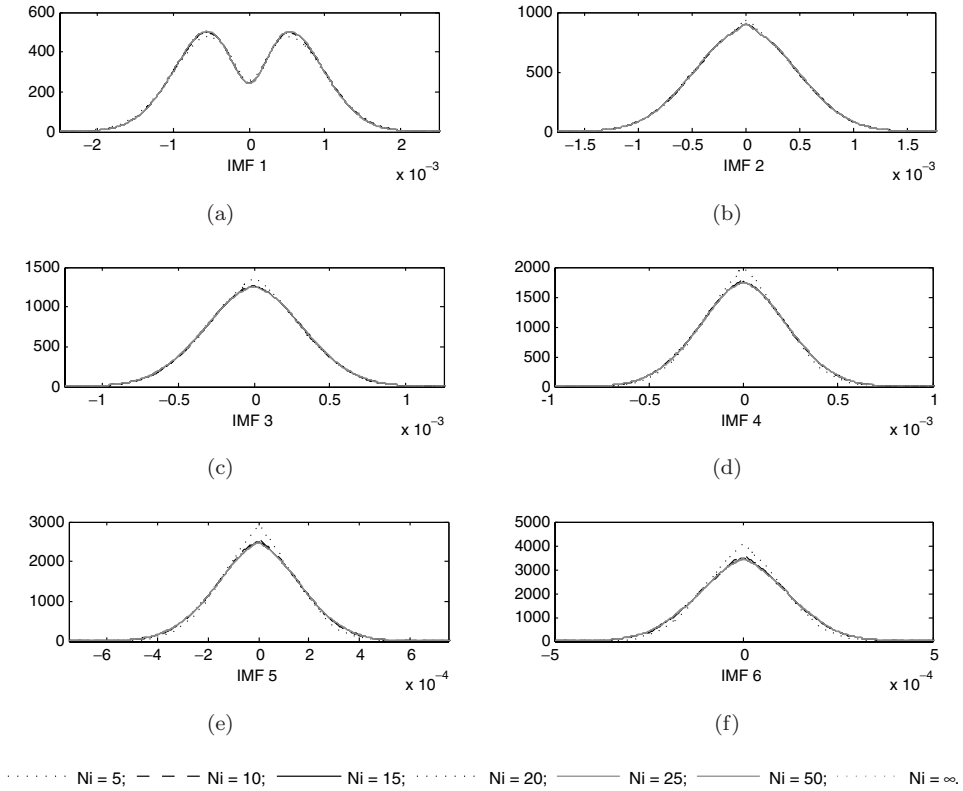 600
400
200
0
−2 −1 0 1 2
IMF 1
x 10−3
(a)
1000
500
0
−1.5 −1 −0.5 0 0.5 1 1.5
IMF 2
x 10−3
(b)
1500
1000
500
0
−1 −0.5 0 0.5 1
IMF 3
x 10−3
(c)
2000
1500
1000
500
0
-1 −0.5 0 0.5 1
IMF 4
x 10−3
(d)
3000
2000
1000
0
−6 −4 −2 0 2 4 6
IMF 5
x 10−4
(e)
5000
4000
3000
2000
1000
0
−5 0 5
IMF 6
x 10−4
(f)
Ni = 5; Ni = 10; Ni = 15; Ni = 20; Ni = 25; Ni = 50; Ni = ∞.